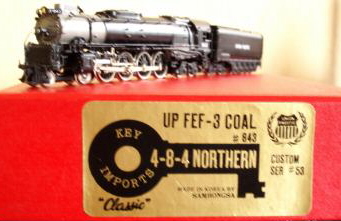 UP FEF-3 COAL
# 843
KEY
IMPORTS
4-8-4 NORTHERN
"Classic"
MADE IN KOREA BY
SAMHONGSA
CUSTOM
SER # 53